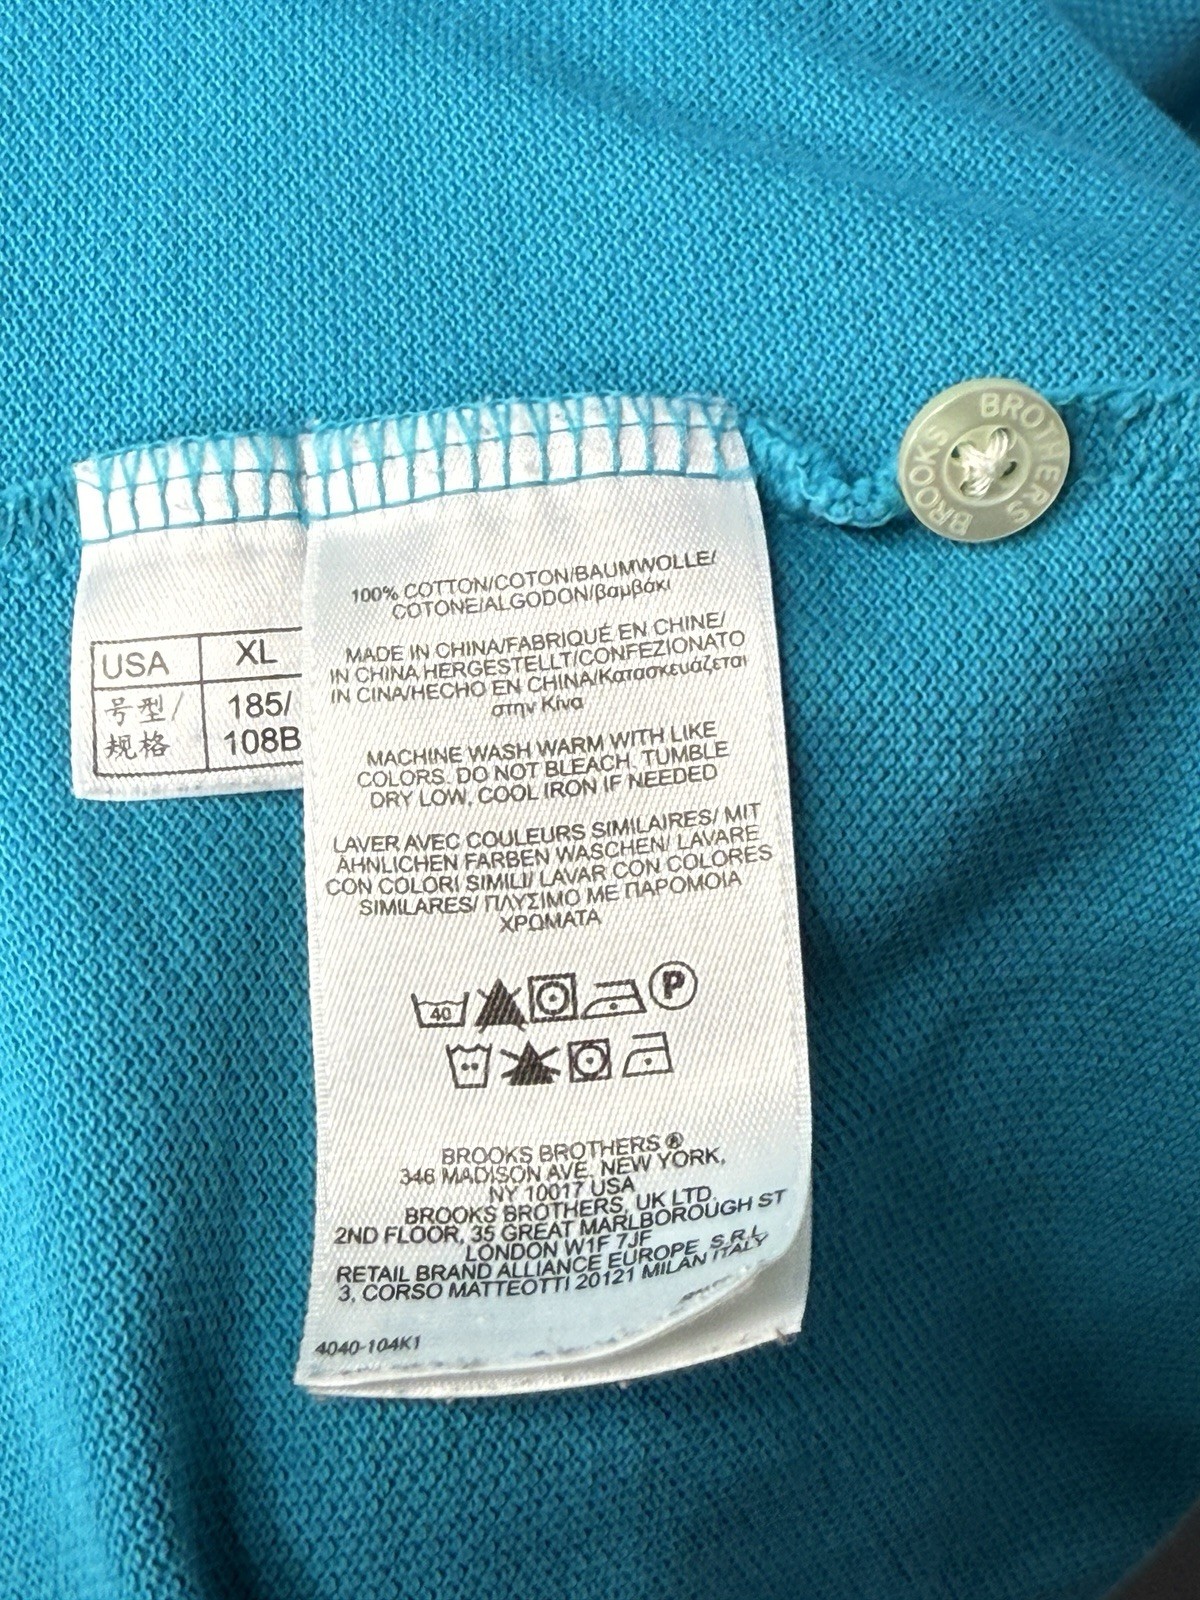 BROOKS BROTHERS
USA XL
号型/ 185/
规格 108B
100% COTTON/COTON/BAUMWOLLE/
COTONE/ALGODON/βαμβάκι
MADE IN CHINA/FABRIQUÉ EN CHINE/
IN CHINA HERGESTELLT/CONFEZIONATO
IN CINA/HECHO EN CHINA/Κατασκευάζεται
στην Κίνα
MACHINE WASH WARM WITH LIKE
COLORS. DO NOT BLEACH. TUMBLE
DRY LOW. COOL IRON IF NEEDED
LAVER AVEC COULEURS SIMILAIRES/ MIT
ÄHNLICHEN FARBEN WASCHEN/ LAVARE
CON COLORI SIMILI/ LAVAR CON COLORES
SIMILARES/ ΠΛΥΣΙΜΟ ΜΕ ΠΑΡΟΜΟΙΑ
ΧΡΩΜΑΤΑ
40 P
BROOKS BROTHERS ®
346 MADISON AVE. NEW YORK,
NY 10017 USA
BROOKS BROTHERS, UK LTD.
2ND FLOOR, 35 GREAT MARLBOROUGH ST
LONDON W1F 7JF
RETAIL BRAND ALLIANCE EUROPE S.R.L.
3, CORSO MATTEOTTI 20121 MILAN ITALY
4040-104K1